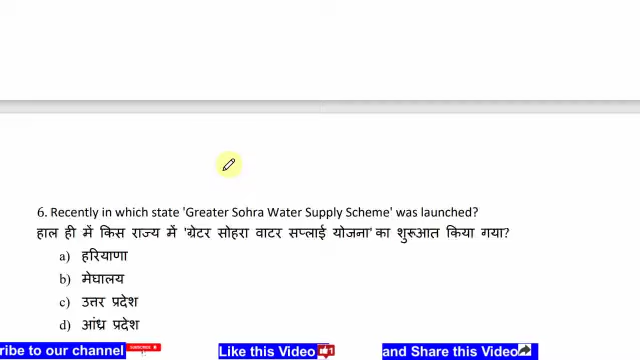 6. Recently in which state 'Greater Sohra Water Supply Scheme' was launched?
हाल ही में किस राज्य में 'ग्रेटर सोहरा वाटर सप्लाई योजना' का शुरूआत किया गया?
a) हरियाणा
b) मेघालय
c) उत्तर प्रदेश
d) आंध्र प्रदेश
ribe to our channel Like this Video 1 and Share this Video